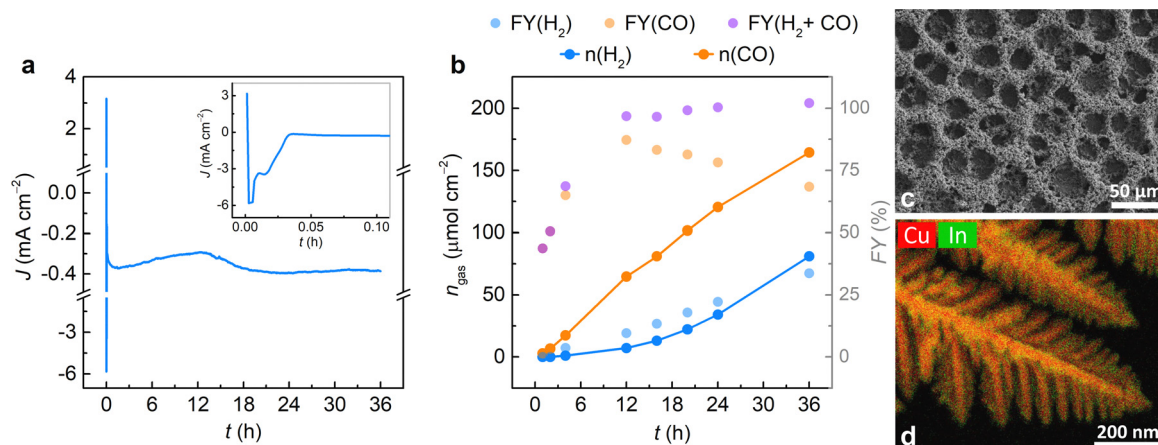 FY(H₂) FY(CO) FY(H₂+ CO)
n(H₂) n(CO)
a
4
2
0.0
−0.2
−0.4
−3
−6
J (mA cm⁻²)
0 6 12 18 24 30 36
t (h)
3
0
−3
−6
J (mA cm⁻²)
0.00 0.05 0.10
t (h)
b
200
150
100
50
0
n gas (μmol cm⁻²)
100
75
50
25
0
FY (%)
0 6 12 18 24 30 36
t (h)
c
50 μm
Cu In
d
200 nm